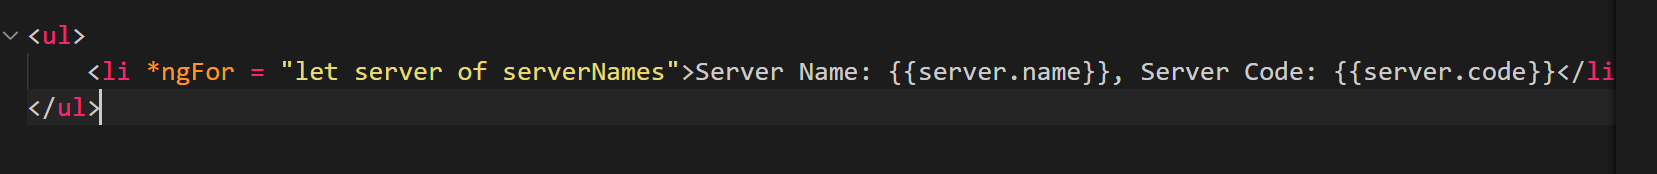 <ul>
<li *ngFor = "let server of serverNames">Server Name: {{server.name}}, Server Code: {{server.code}}</li
</ul>